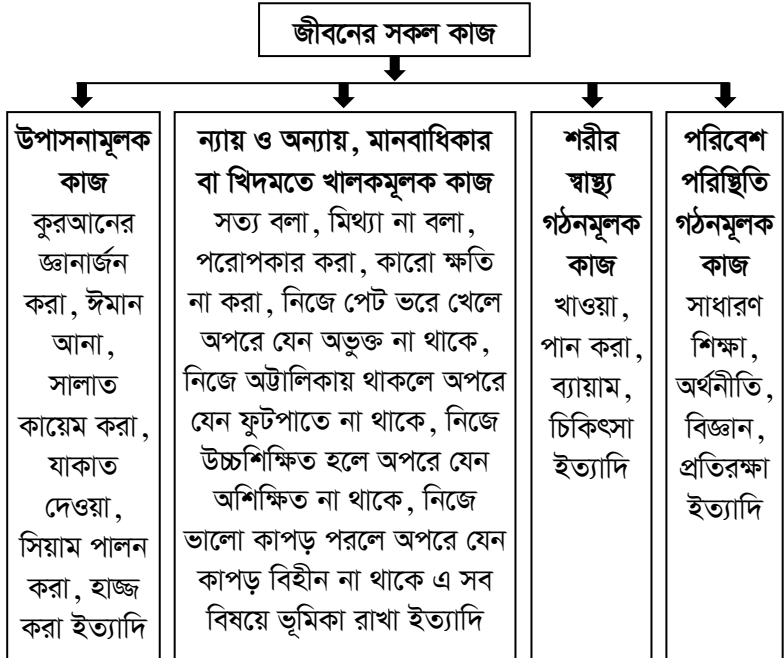 জীবনের সকল কাজ
উপাসনামূলক
কাজ
কুরআনের
জ্ঞানার্জন
করা, ঈমান
আনা,
সালাত
কায়েম করা,
যাকাত
দেওয়া,
সিয়াম পালন
করা, হাজ্জ
করা ইত্যাদি
ন্যায় ও অন্যায়, মানবাধিকার
বা খিদমতে খালকমূলক কাজ
সত্য বলা, মিথ্যা না বলা,
পরোপকার করা, কারো ক্ষতি
না করা, নিজে পেট ভরে খেলে
অপরে যেন অভুক্ত না থাকে,
নিজে অট্টালিকায় থাকলে অপরে
যেন ফুটপাতে না থাকে, নিজে
উচ্চশিক্ষিত হলে অপরে যেন
অশিক্ষিত না থাকে, নিজে
ভালো কাপড় পরলে অপরে যেন
কাপড় বিহীন না থাকে এ সব
বিষয়ে ভূমিকা রাখা ইত্যাদি
শরীর
স্বাস্থ্য
গঠনমূলক
কাজ
খাওয়া,
পান করা,
ব্যায়াম,
চিকিৎসা
ইত্যাদি
পরিবেশ
পরিস্থিতি
গঠনমূলক
কাজ
সাধারণ
শিক্ষা,
অর্থনীতি,
বিজ্ঞান,
প্রতিরক্ষা
ইত্যাদি